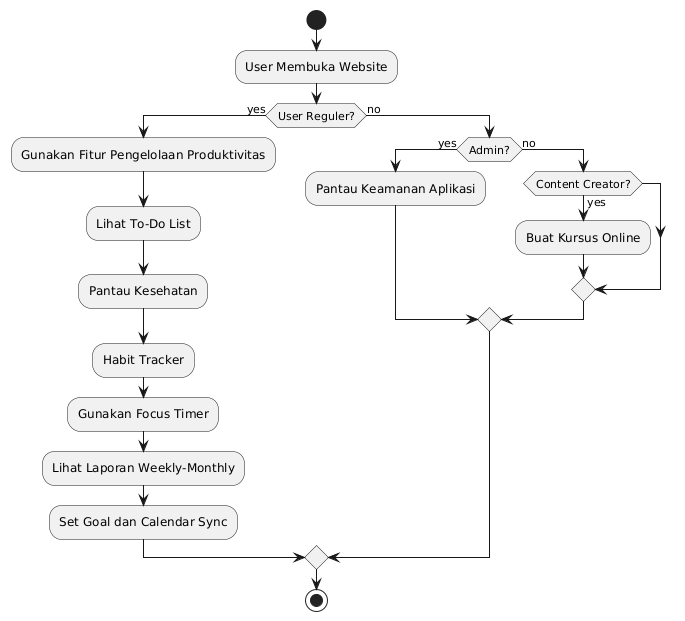 User Membuka Website
yes
User Reguler?
no
Gunakan Fitur Pengelolaan Produktivitas
Lihat To-Do List
Pantau Kesehatan
Habit Tracker
Gunakan Focus Timer
Lihat Laporan Weekly-Monthly
Set Goal dan Calendar Sync
yes
Admin?
no
Pantau Keamanan Aplikasi
Content Creator?
yes
Buat Kursus Online